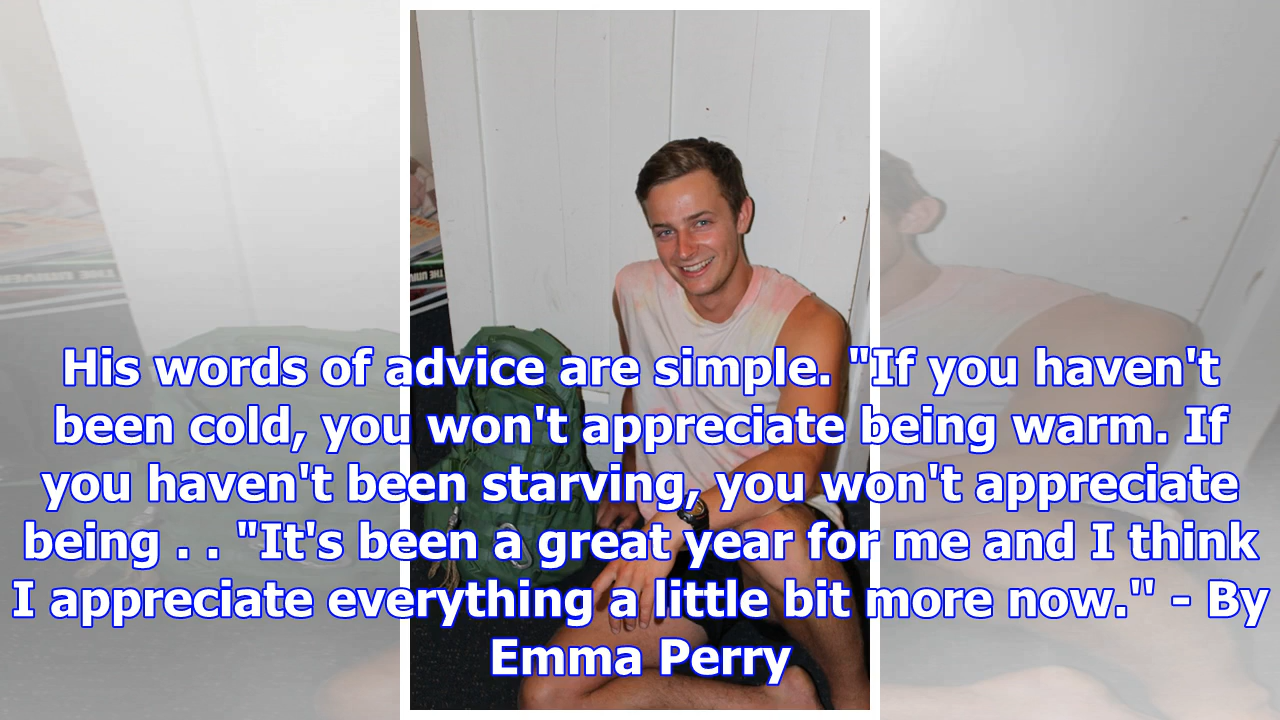 His words of advice are simple. "If you haven't
been cold, you won't appreciate being warm. If
you haven't been starving, you won't appreciate
being . . "It's been a great year for me and I think
I appreciate everything a little bit more now.'' - By
Emma Perry